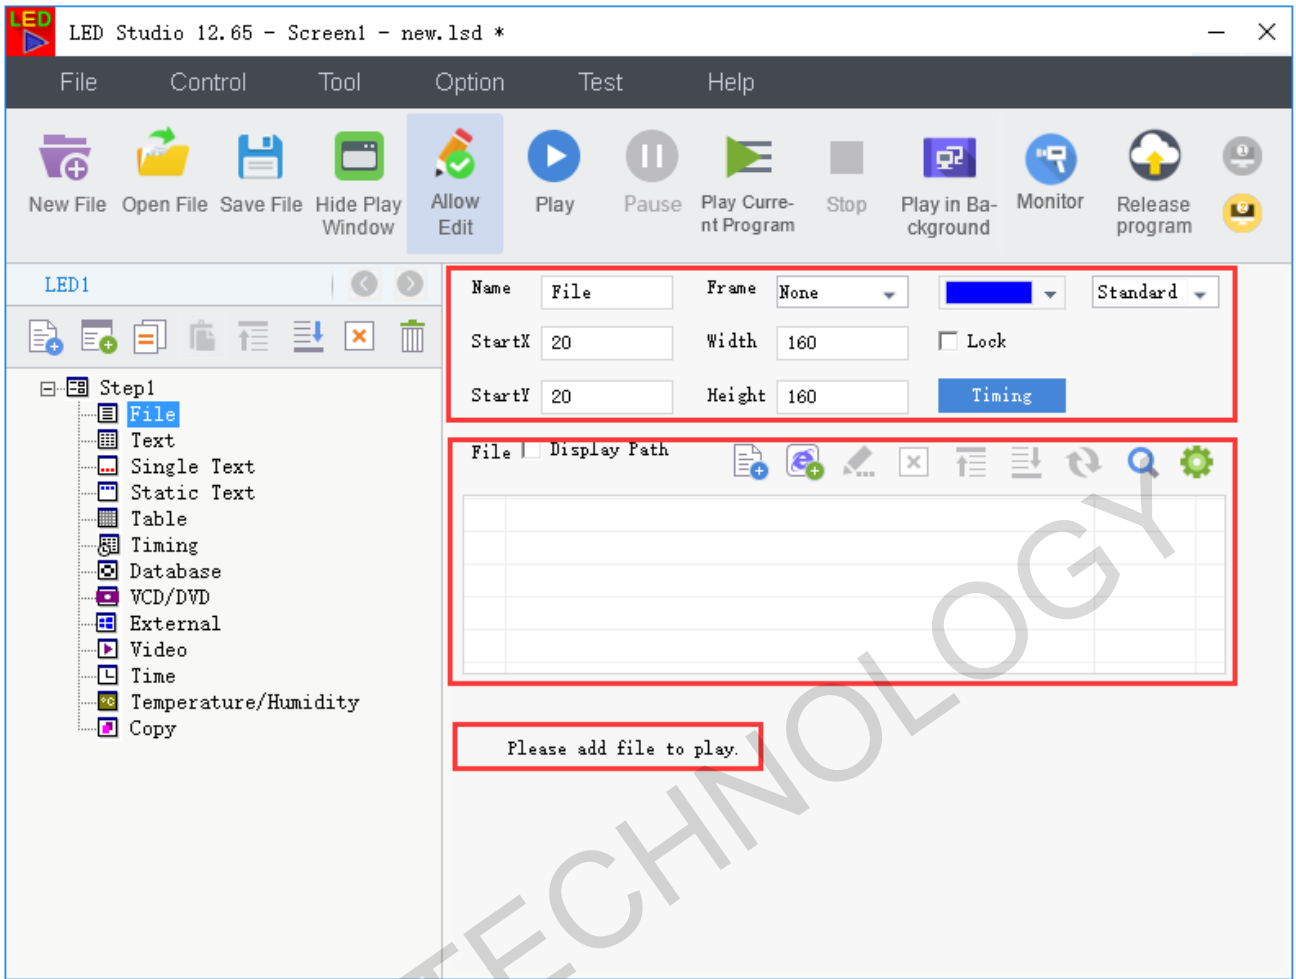 LED
LED Studio 12.65 - Screen1 - new.lsd *
File Control Tool Option Test Help
New File Open File Save File Hide Play Window Allow Edit Play Pause Play Curre-nt Program Stop Play in Ba-ckground Monitor Release program
1
2
LED1
Name File Frame None Standard
StartX 20 Width 160 Lock
StartY 20 Height 160 Timing
File Display Path
Step1
File
Text
Single Text
Static Text
Table
Timing
Database
VCD/DVD
External
Video
Time
°C Temperature/Humidity
Copy
Please add file to play.
TECHNOLOGY